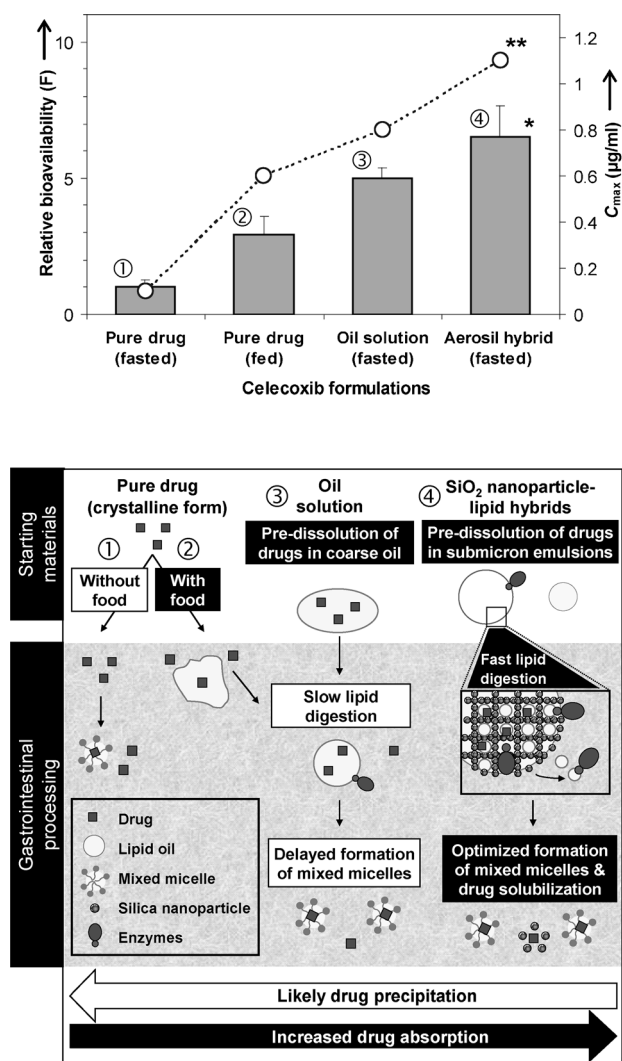 Relative bioavailability (F)
10
5
0
①
②
③
④
**
*
1.2
1
0.8
0.6
0.4
0.2
0
Cmax (µg/ml)
Pure drug
(fasted)
Pure drug
(fed)
Oil solution
(fasted)
Aerosil hybrid
(fasted)
Celecoxib formulations
Starting
materials
Pure drug
(crystalline form)
①
②
Without
food
With
food
③ Oil
solution
Pre-dissolution of
drugs in coarse oil
④ SiO₂ nanoparticle-
lipid hybrids
Pre-dissolution of drugs
in submicron emulsions
Gastrointestinal
processing
Slow lipid
digestion
Fast lipid
digestion
Delayed formation
of mixed micelles
Optimized formation
of mixed micelles &
drug solubilization
Drug
Lipid oil
Mixed micelle
Silica nanoparticle
Enzymes
Likely drug precipitation
Increased drug absorption